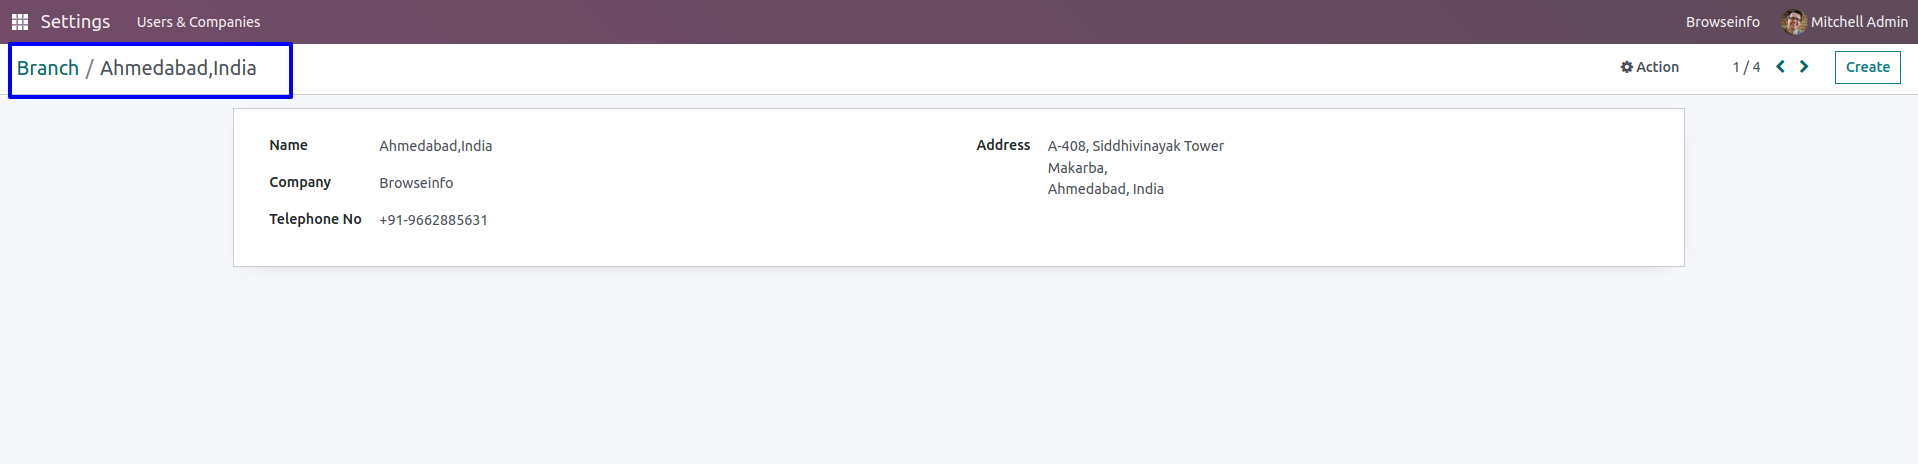 Settings Users & Companies Browseinfo Mitchell Admin
Branch / Ahmedabad,India Action 1 / 4 Create
Name Ahmedabad,India Address A-408, Siddhivinayak Tower
Makarba,
Company Browseinfo Ahmedabad, India
Telephone No +91-9662885631